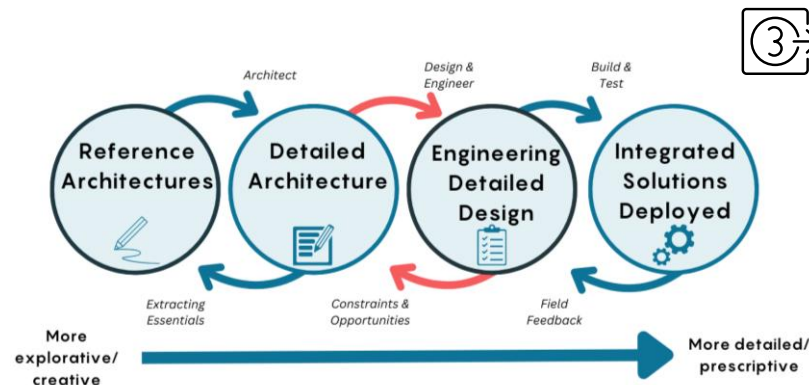 3
Architect
Design &
Engineer
Build &
Test
Reference
Architectures
Detailed
Architecture
Engineering
Detailed
Design
Integrated
Solutions
Deployed
Extracting
Essentials
Constraints &
Opportunities
Field
Feedback
More
explorative/
creative
More detailed/
prescriptive